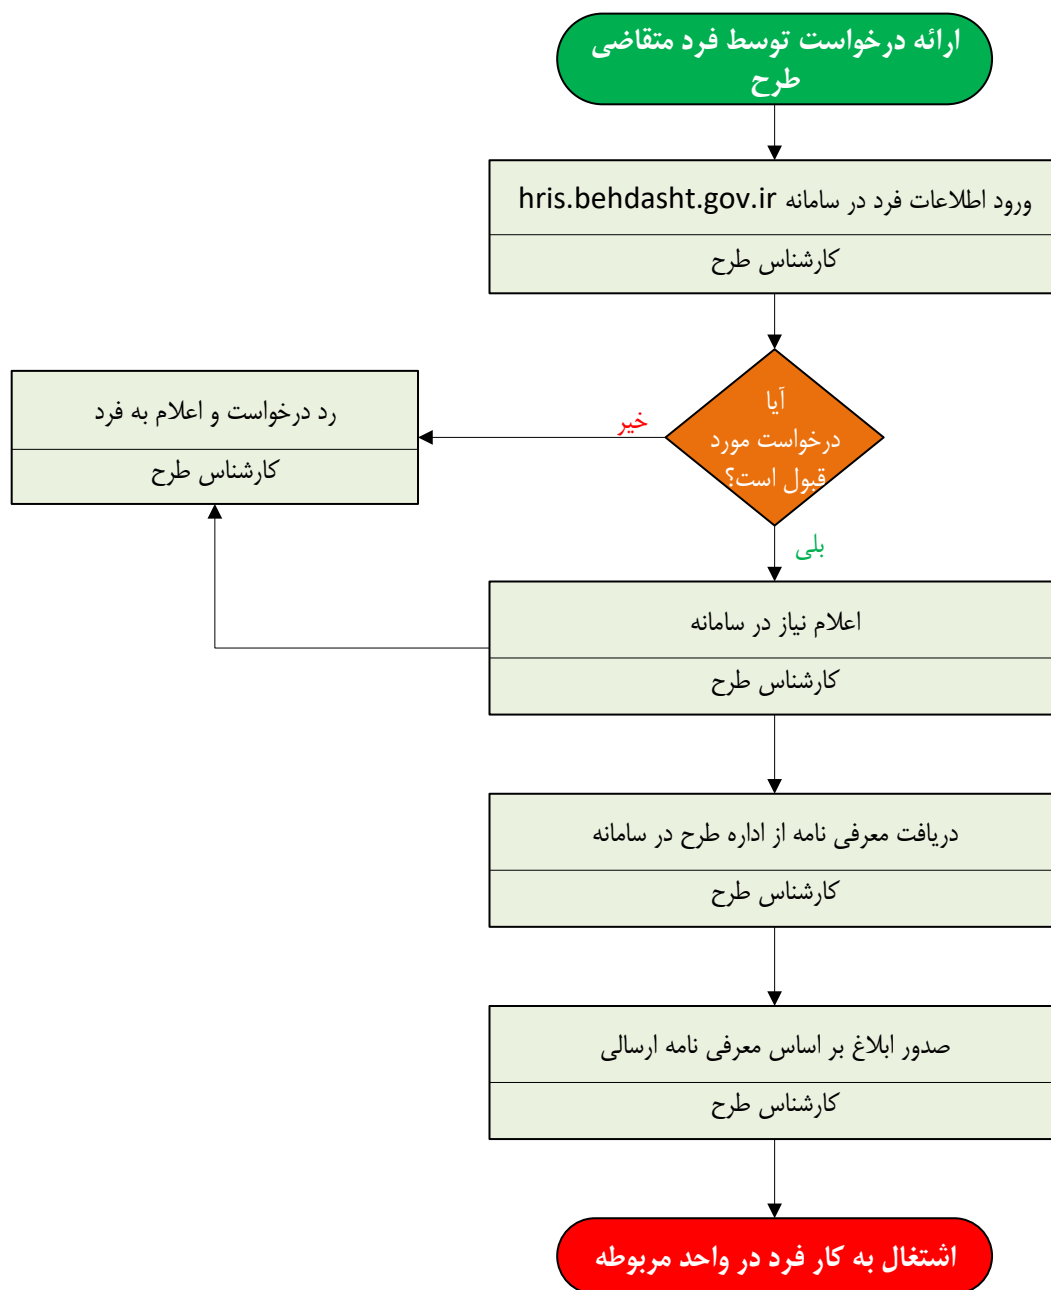 ارائه درخواست توسط فرد متقاضی
طرح
ورود اطلاعات فرد در سامانه hris.behdasht.gov.ir
کارشناس طرح
آیا
درخواست مورد
قبول است؟
خیر
رد درخواست و اعلام به فرد
کارشناس طرح
بلی
اعلام نیاز در سامانه
کارشناس طرح
دریافت معرفی نامه از اداره طرح در سامانه
کارشناس طرح
صدور ابلاغ بر اساس معرفی نامه ارسالی
کارشناس طرح
اشتغال به کار فرد در واحد مربوطه